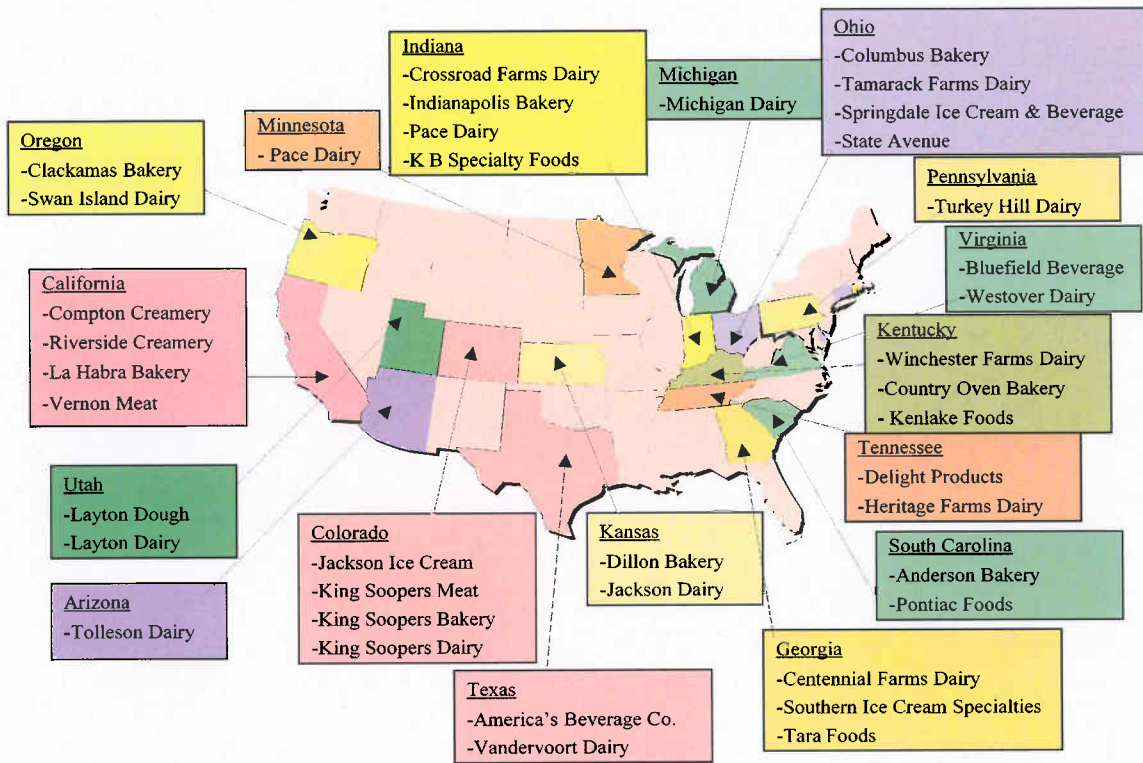 Indiana
-Crossroad Farms Dairy
-Indianapolis Bakery
-Pace Dairy
-K B Specialty Foods
Michigan
-Michigan Dairy
Ohio
-Columbus Bakery
-Tamarack Farms Dairy
-Springdale Ice Cream & Beverage
-State Avenue
Minnesota
- Pace Dairy
Oregon
-Clackamas Bakery
-Swan Island Dairy
Pennsylvania
-Turkey Hill Dairy
Virginia
-Bluefield Beverage
-Westover Dairy
California
-Compton Creamery
-Riverside Creamery
-La Habra Bakery
-Vernon Meat
Kentucky
-Winchester Farms Dairy
-Country Oven Bakery
- Kenlake Foods
Tennessee
-Delight Products
-Heritage Farms Dairy
Utah
-Layton Dough
-Layton Dairy
Colorado
-Jackson Ice Cream
-King Soopers Meat
-King Soopers Bakery
-King Soopers Dairy
Kansas
-Dillon Bakery
-Jackson Dairy
South Carolina
-Anderson Bakery
-Pontiac Foods
Arizona
-Tolleson Dairy
Georgia
-Centennial Farms Dairy
-Southern Ice Cream Specialties
-Tara Foods
Texas
-America's Beverage Co.
-Vandervoort Dairy